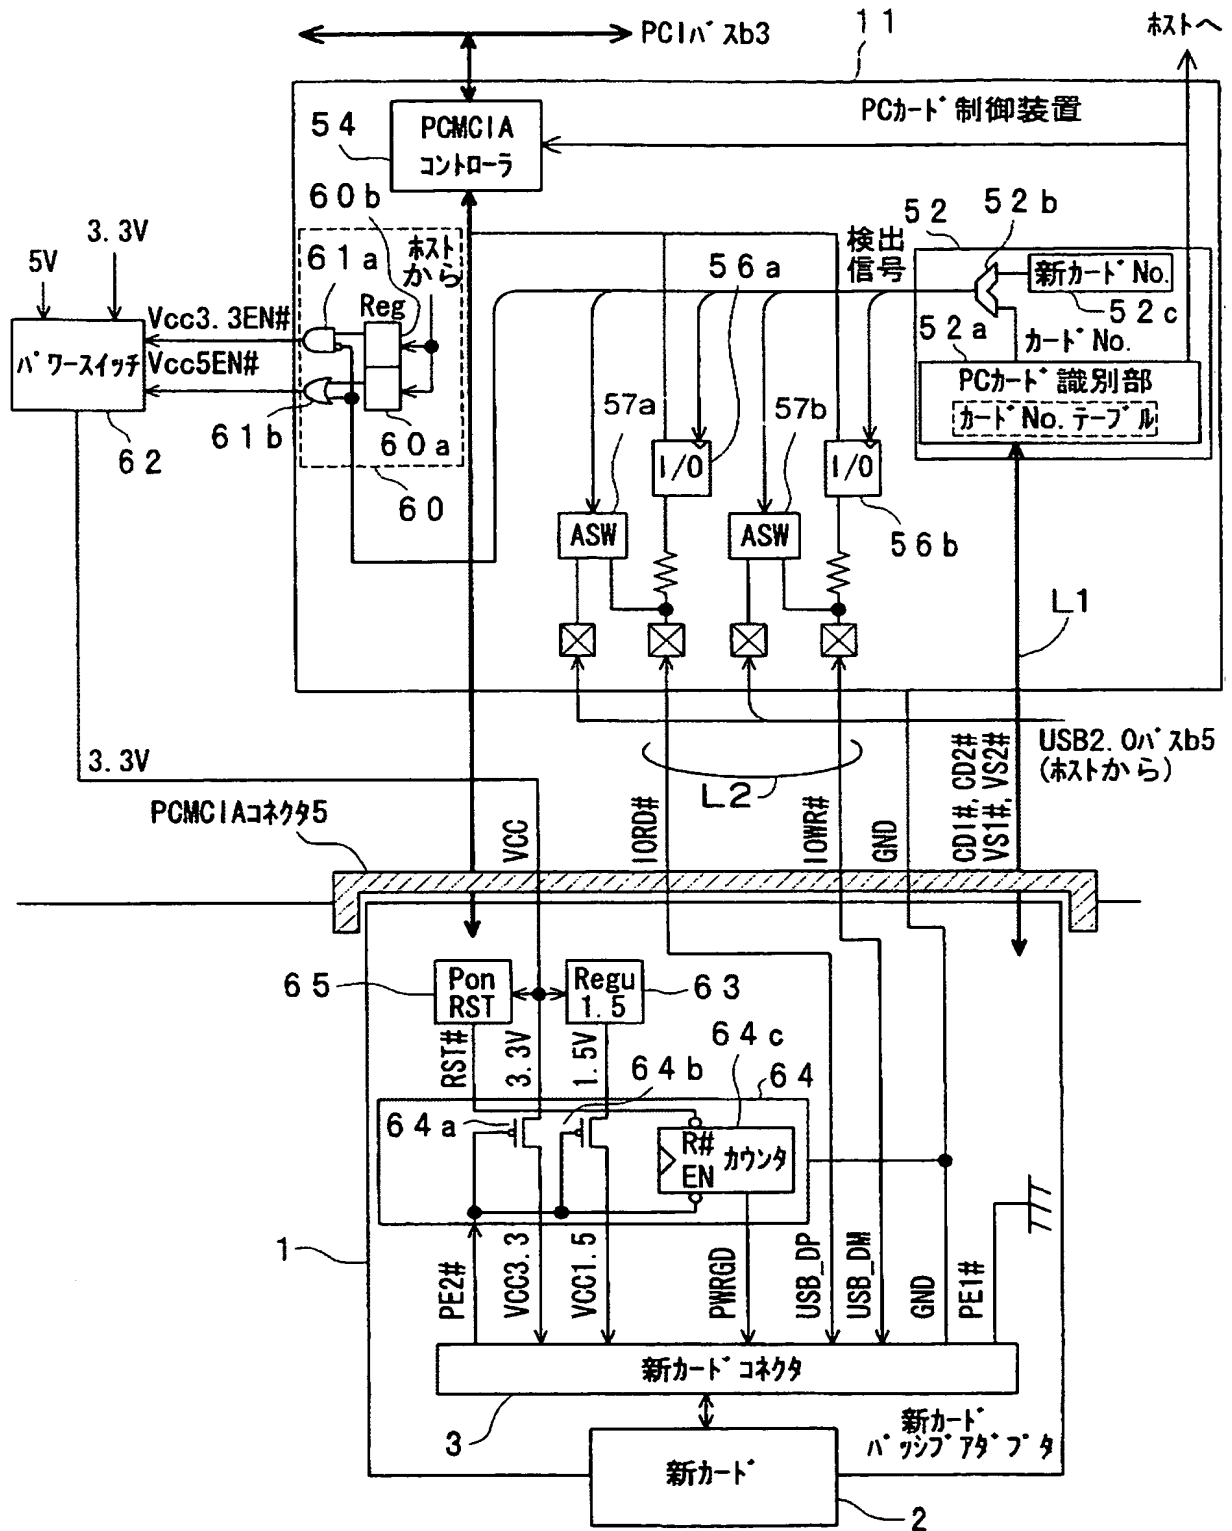 PCIバスb3
11
ホストへ
PCカード制御装置
54
PCMCIA
コントローラ
60b
3.3V
5V
61a
ホスト
から
Reg
56a
検出
信号
52
52b
新カードNo.
52c
52a
カードNo.
Vcc3.3EN#
Vcc5EN#
パワースイッチ
PCカード識別部
カードNo.テーブル
57a
57b
61b
60a
62
60
I/O
I/O
ASW
ASW
56b
L1
USB2.0バスb5
(ホストから)
3.3V
L2
PCMCIAコネクタ5
VCC
IORD#
IOWR#
GND
CD1#, CD2#
VS1#, VS2#
65
Pon
RST
Regu
1.5
63
RST#
3.3V
1.5V
64c
64b
64
64a
R#
EN
カウンタ
1
PE2#
VCC3.3
VCC1.5
PWRGD
USB_DP
USB_DM
GND
PE1#
新カードコネクタ
3
新カード
パッシブアダプタ
新カード
2